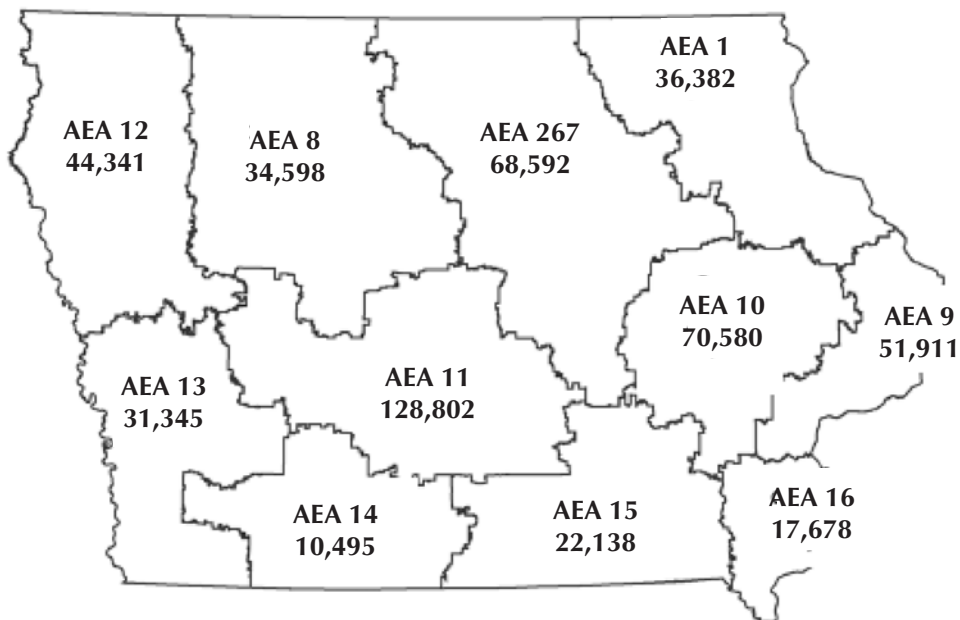 AEA 1
36,382
AEA 12
44,341
AEA 8
34,598
AEA 267
68,592
AEA 10
70,580
AEA 9
51,911
AEA 13
31,345
AEA 11
128,802
AEA 14
10,495
AEA 15
22,138
AEA 16
17,678